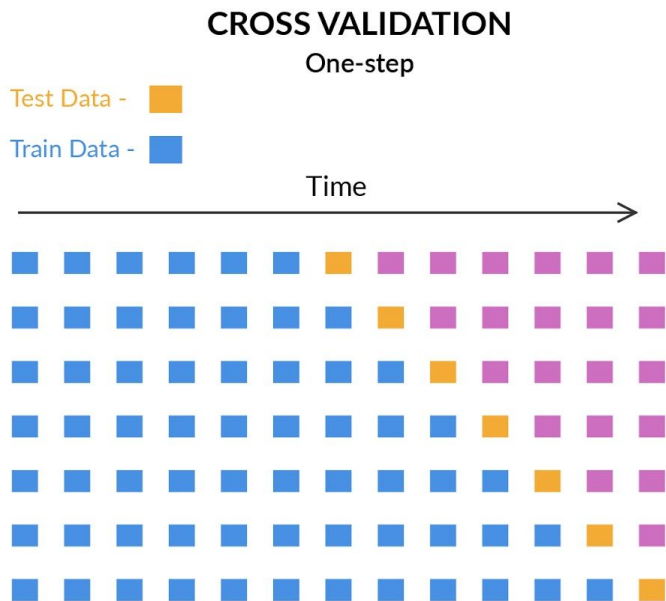 CROSS VALIDATION
One-step
Test Data -
Train Data -
Time